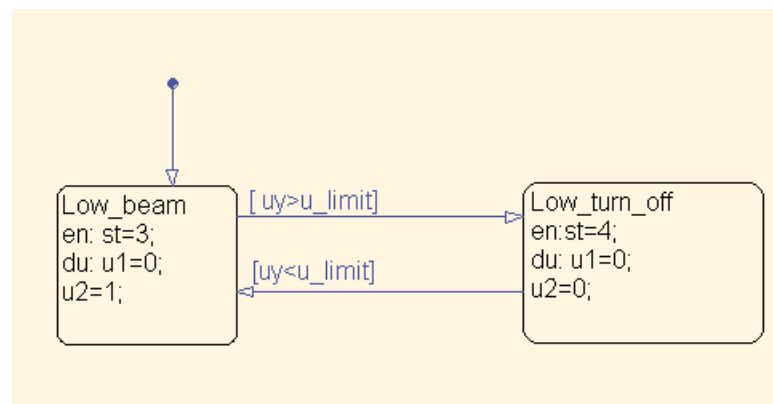 Low_beam
en: st=3;
du: u1=0;
u2=1;
[ uy>u_limit]
[uy<u_limit]
Low_turn_off
en:st=4;
du: u1=0;
u2=0;